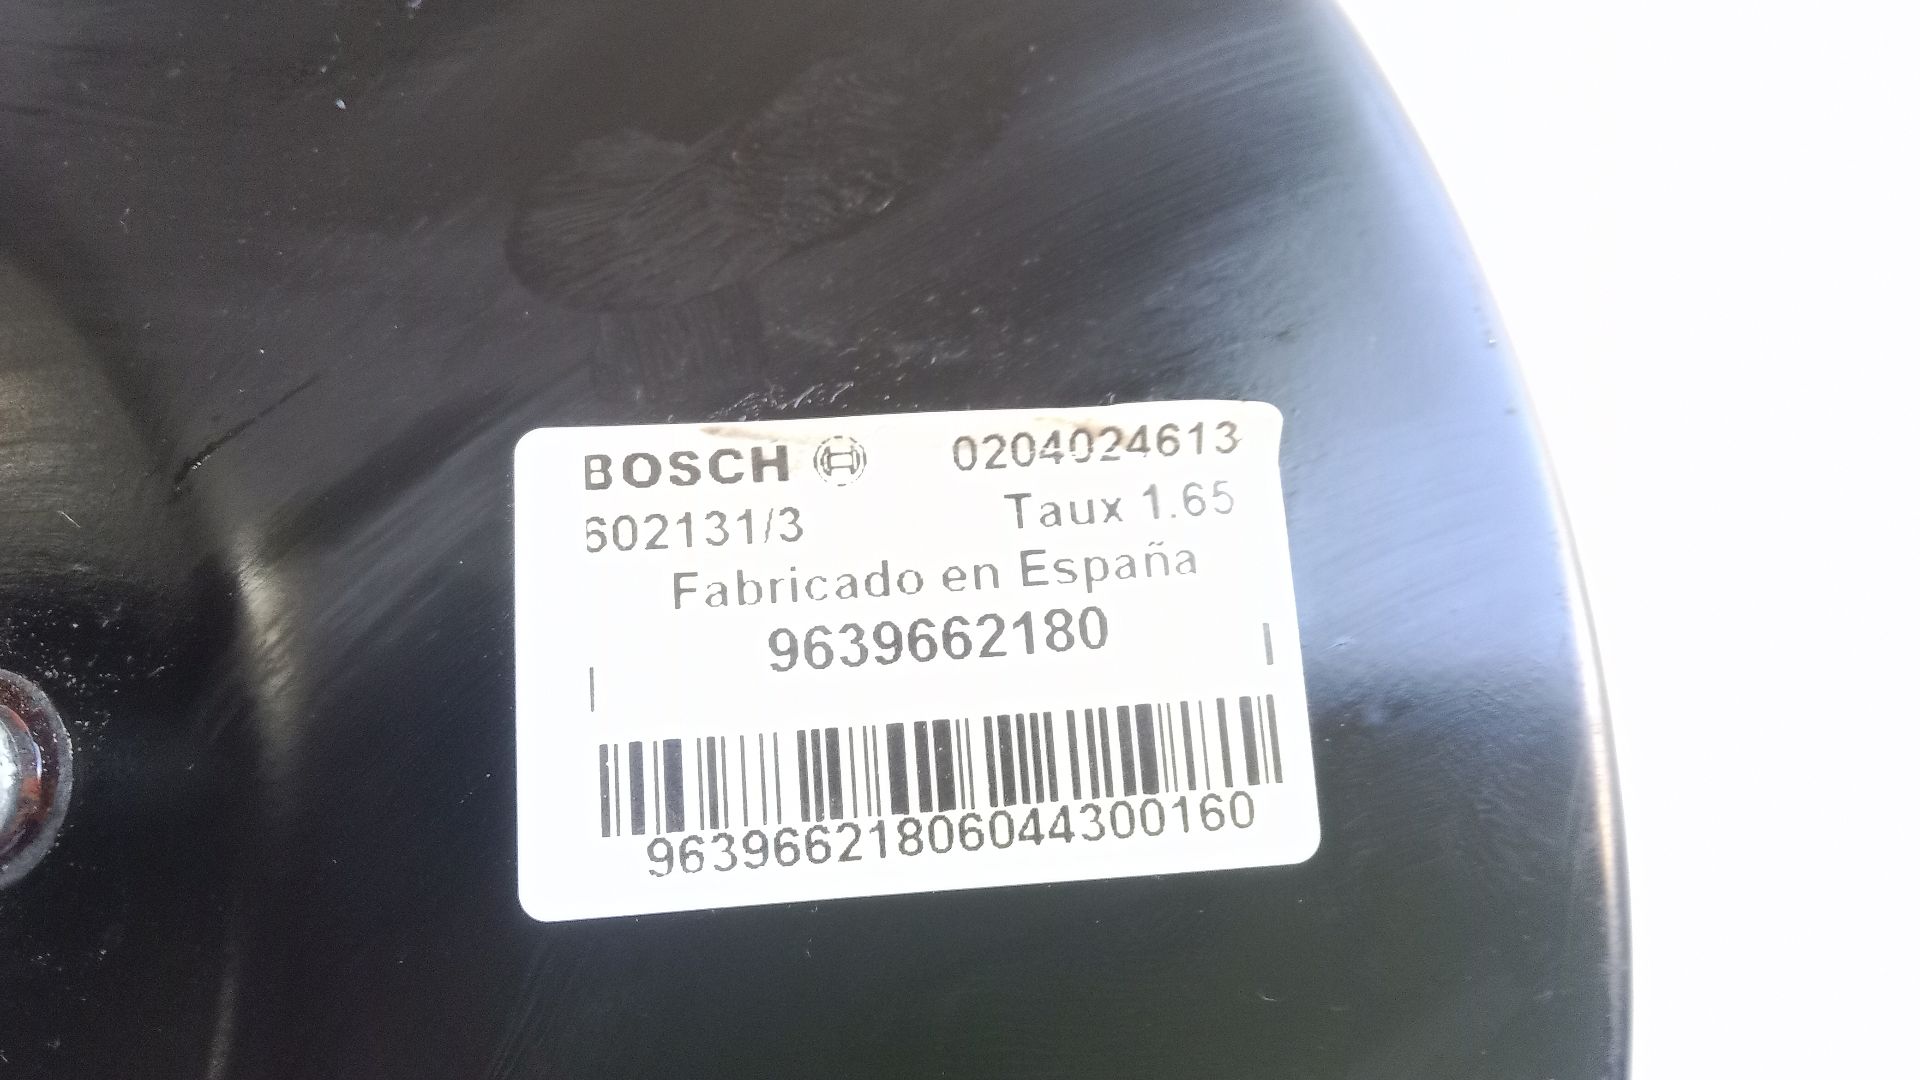 BOSCH 0204024613
602131/3 Taux 1.65
Fabricado en España
9639662180
96396621806044300160